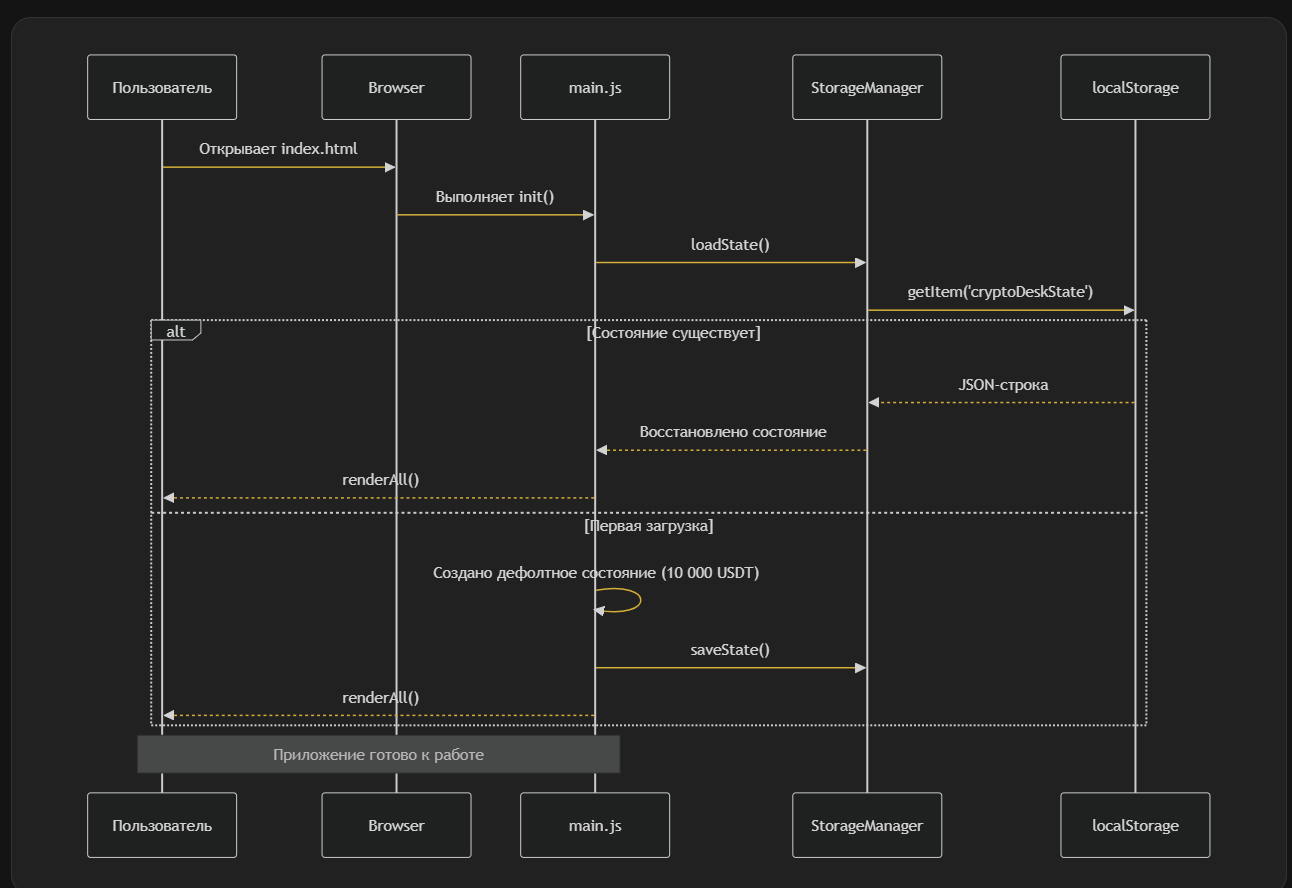 Пользователь
Browser
main.js
StorageManager
localStorage
Открывает index.html
Выполняет init()
loadState()
getItem('cryptoDeskState')
alt
[Состояние существует]
JSON-строка
Восстановлено состояние
renderAll()
[Первая загрузка]
Создано дефолтное состояние (10 000 USDT)
saveState()
renderAll()
Приложение готово к работе
Пользователь
Browser
main.js
StorageManager
localStorage